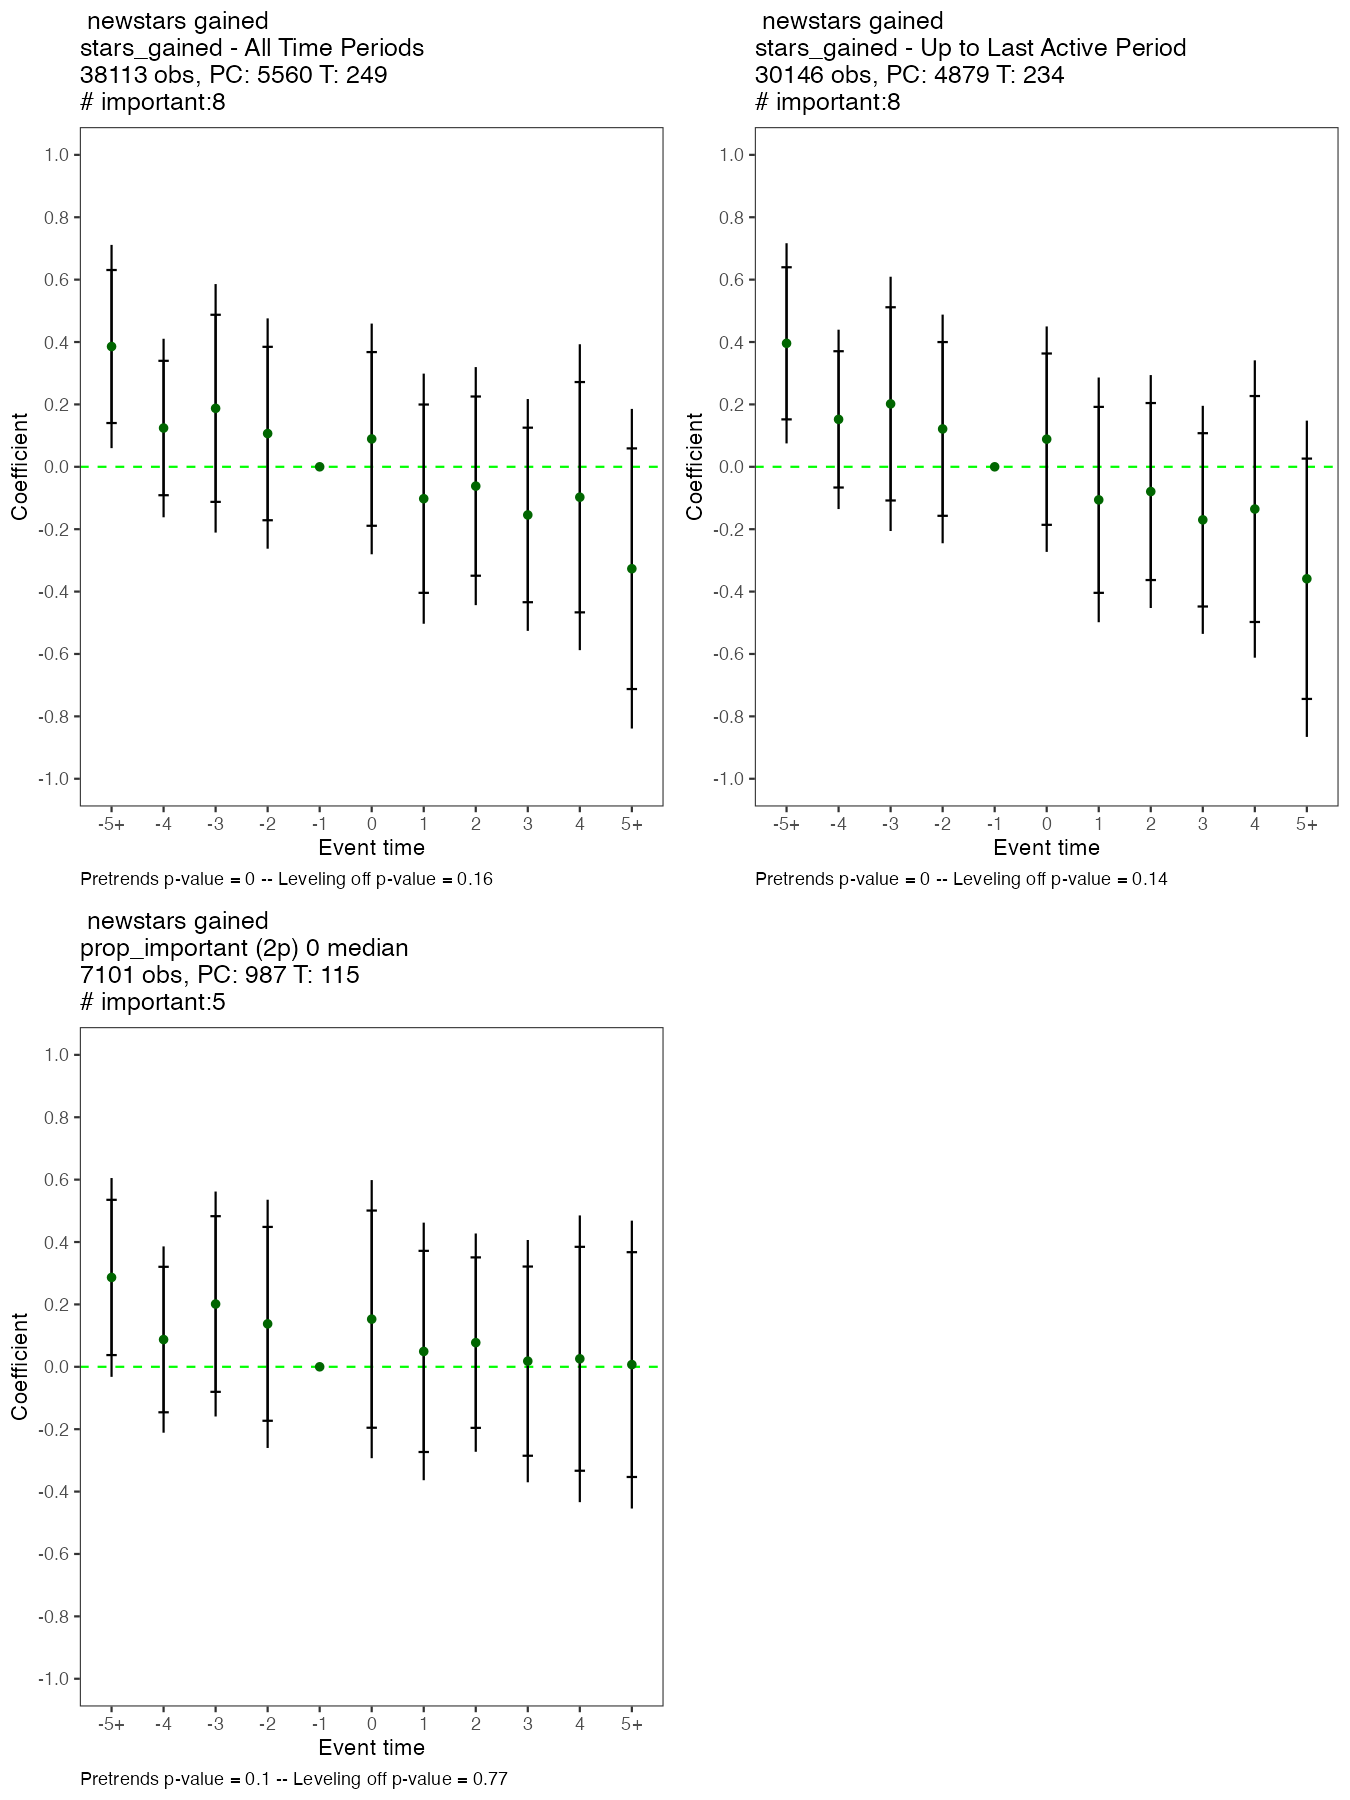 newstars gained
stars_gained - All Time Periods
38113 obs, PC: 5560 T: 249
# important:8
1.0
0.8
0.6
0.4
0.2
0.0
-0.2
-0.4
-0.6
-0.8
-1.0
Coefficient
-5+ -4 -3 -2 -1 0 1 2 3 4 5+
Event time
Pretrends p-value = 0 -- Leveling off p-value = 0.16
newstars gained
stars_gained - Up to Last Active Period
30146 obs, PC: 4879 T: 234
# important:8
1.0
0.8
0.6
0.4
0.2
0.0
-0.2
-0.4
-0.6
-0.8
-1.0
Coefficient
-5+ -4 -3 -2 -1 0 1 2 3 4 5+
Event time
Pretrends p-value = 0 -- Leveling off p-value = 0.14
newstars gained
prop_important (2p) 0 median
7101 obs, PC: 987 T: 115
# important:5
1.0
0.8
0.6
0.4
0.2
0.0
-0.2
-0.4
-0.6
-0.8
-1.0
Coefficient
-5+ -4 -3 -2 -1 0 1 2 3 4 5+
Event time
Pretrends p-value = 0.1 -- Leveling off p-value = 0.77